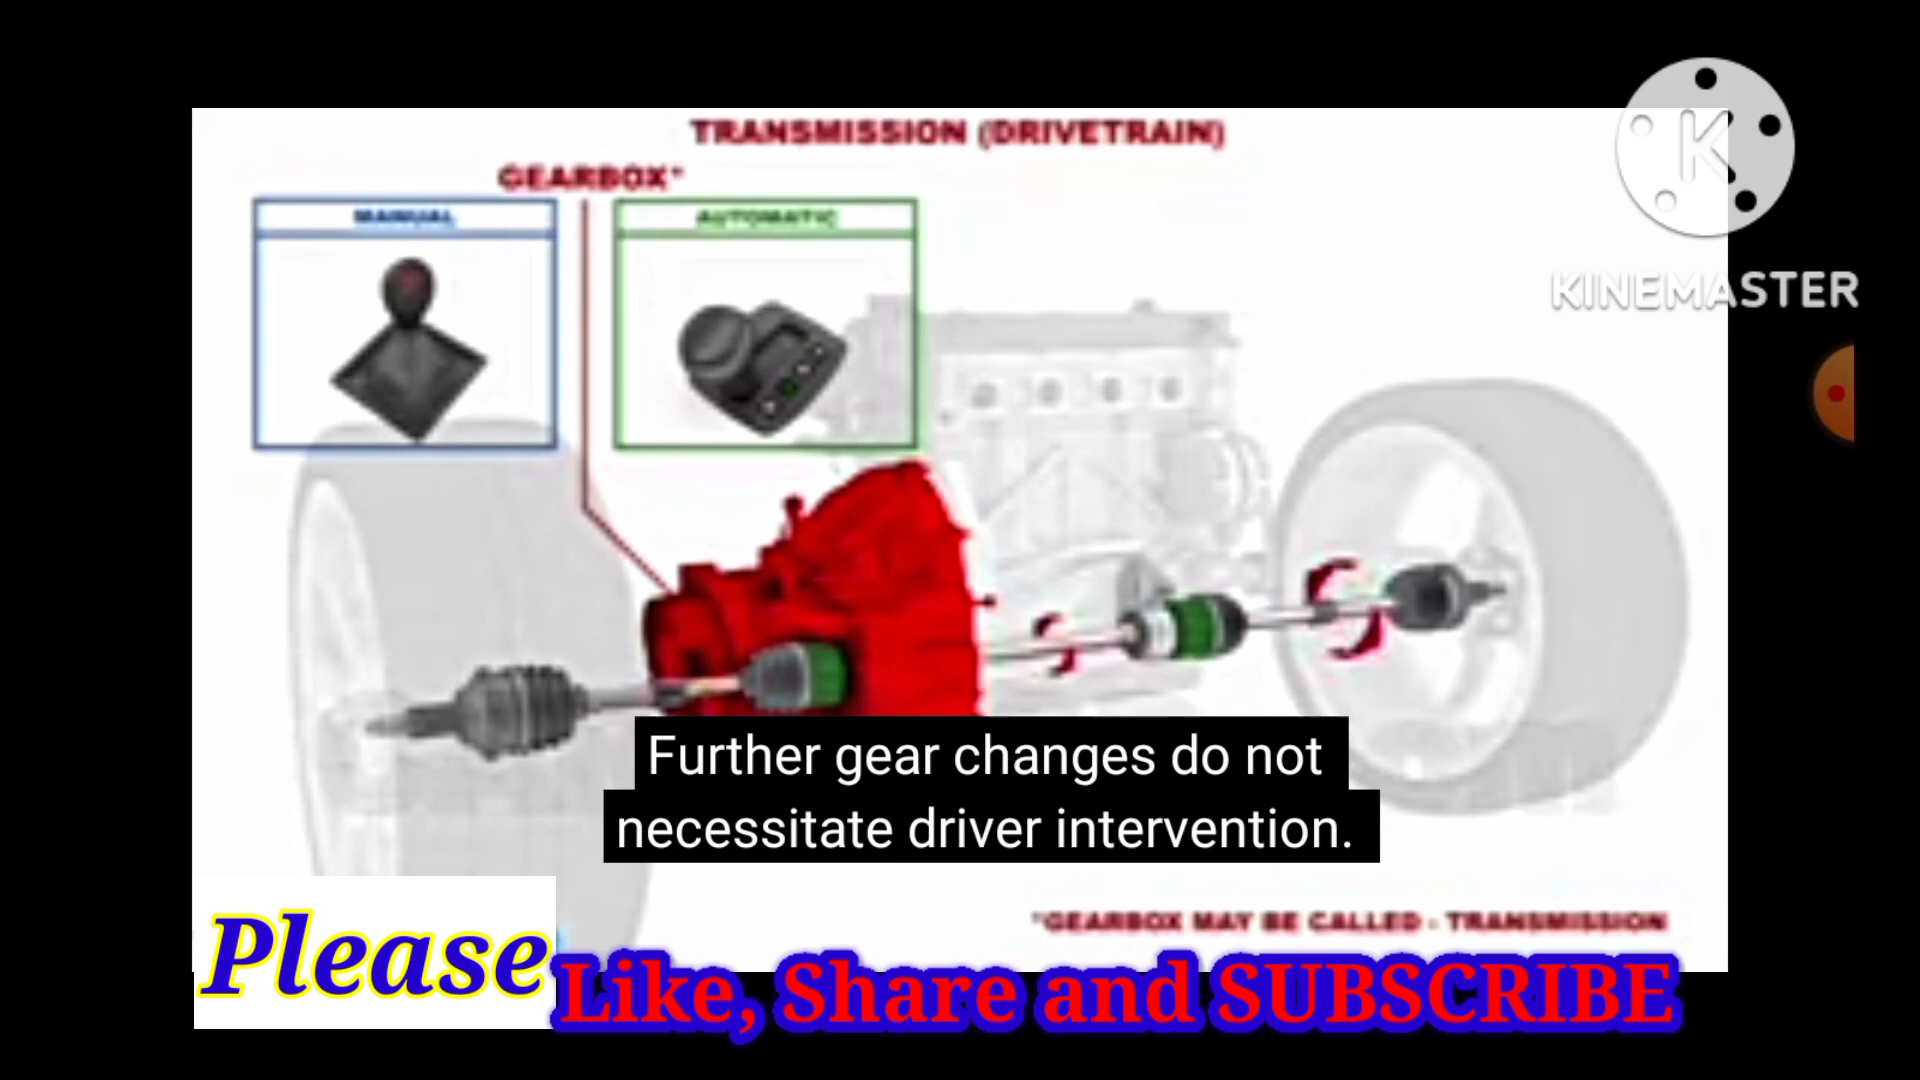 TRANSMISSION (DRIVETRAIN)
GEARBOX*
MANUAL
AUTOMATIC
K
KINEMASTER
Further gear changes do not
necessitate driver intervention.
*GEARBOX MAY BE CALLED - TRANSMISSION
Please
Like, Share and SUBSCRIBE